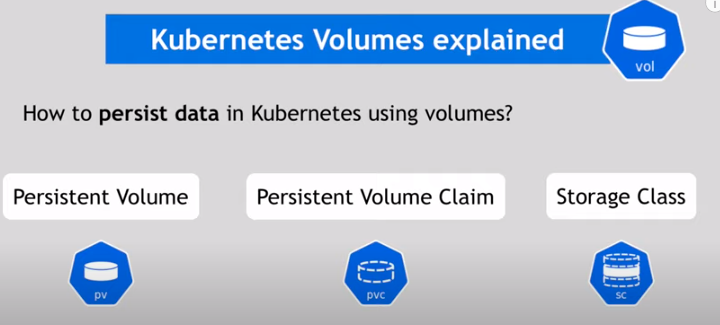 Kubernetes Volumes explained
vol
How to persist data in Kubernetes using volumes?
Persistent Volume
Persistent Volume Claim
Storage Class
pv
pvc
sc